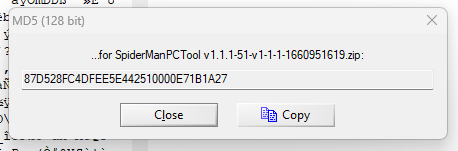 MD5 (128 bit)
...for SpiderManPCTool v1.1.1-51-v1-1-1-1660951619.zip:
87D528FC4DFEE5E442510000E71B1A27
Close
Copy